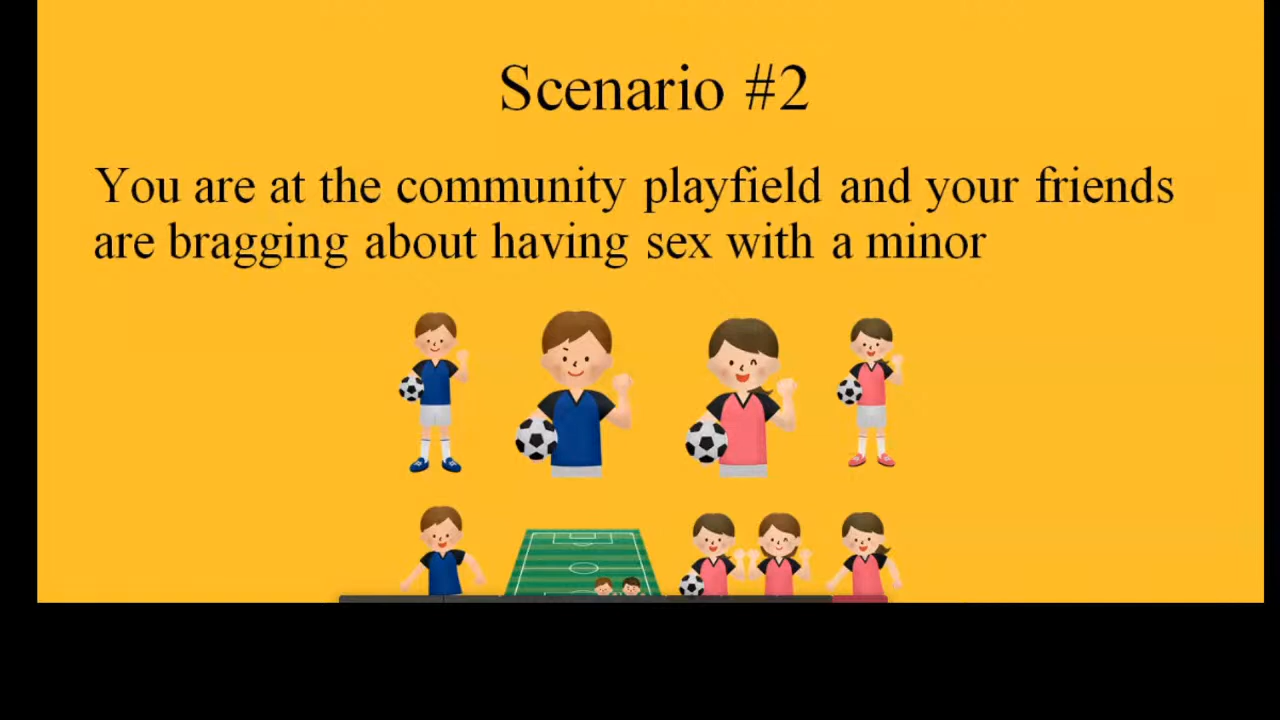 Scenario #2
You are at the community playfield and your friends
are bragging about having sex with a minor